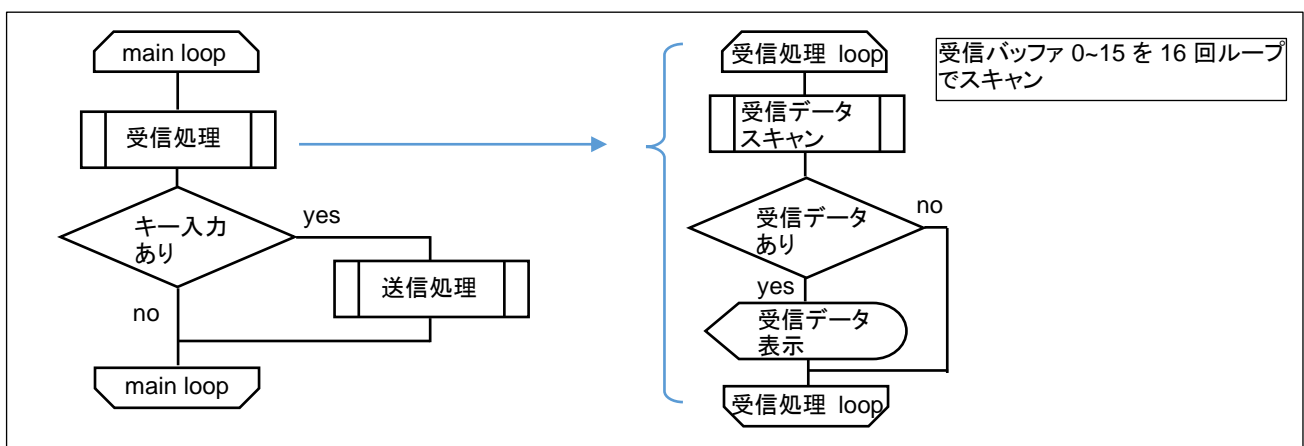 main loop
受信処理
キー入力
あり
yes
送信処理
no
main loop
受信処理 loop
受信データ
スキャン
受信データ
あり
no
yes
受信データ
表示
受信処理 loop
受信バッファ 0~15 を 16 回ループ
でスキャン